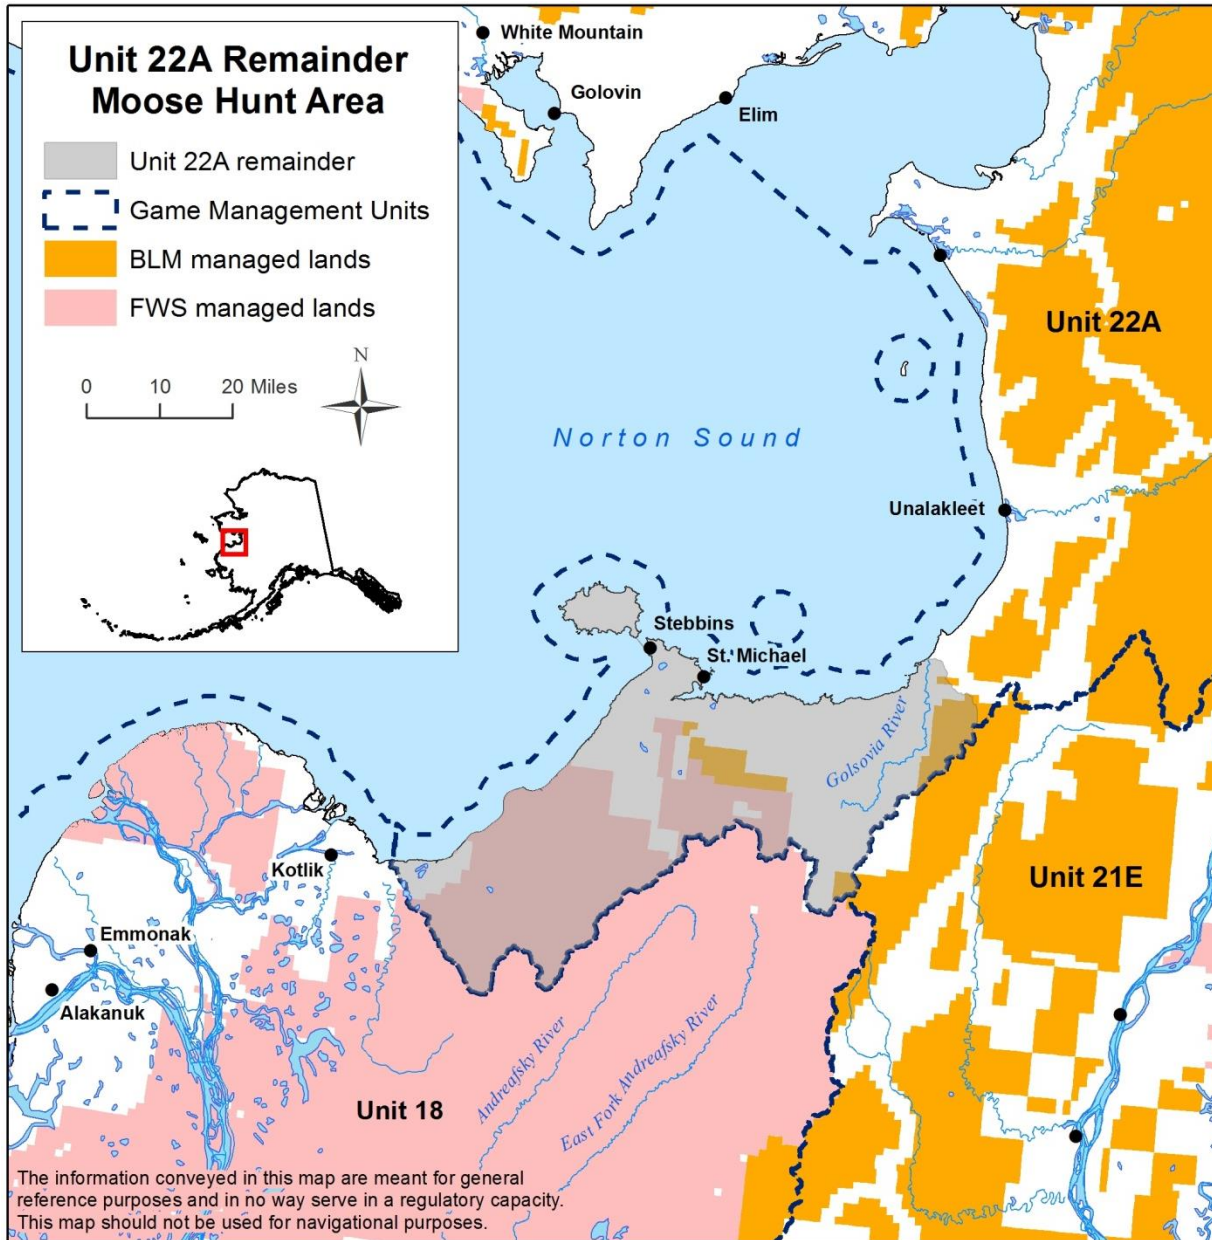 Unit 22A Remainder
Moose Hunt Area
Unit 22A remainder
Game Management Units
BLM managed lands
FWS managed lands
N
0 10 20 Miles
White Mountain
Golovin
Elim
Unit 22A
Norton Sound
Unalakleet
Stebbins
St. Michael
Golsovia River
Kotlik
Unit 21E
Emmonak
Alakanuk
Andreafsky River
East Fork Andreafsky River
Unit 18
The information conveyed in this map are meant for general
reference purposes and in no way serve in a regulatory capacity.
This map should not be used for navigational purposes.